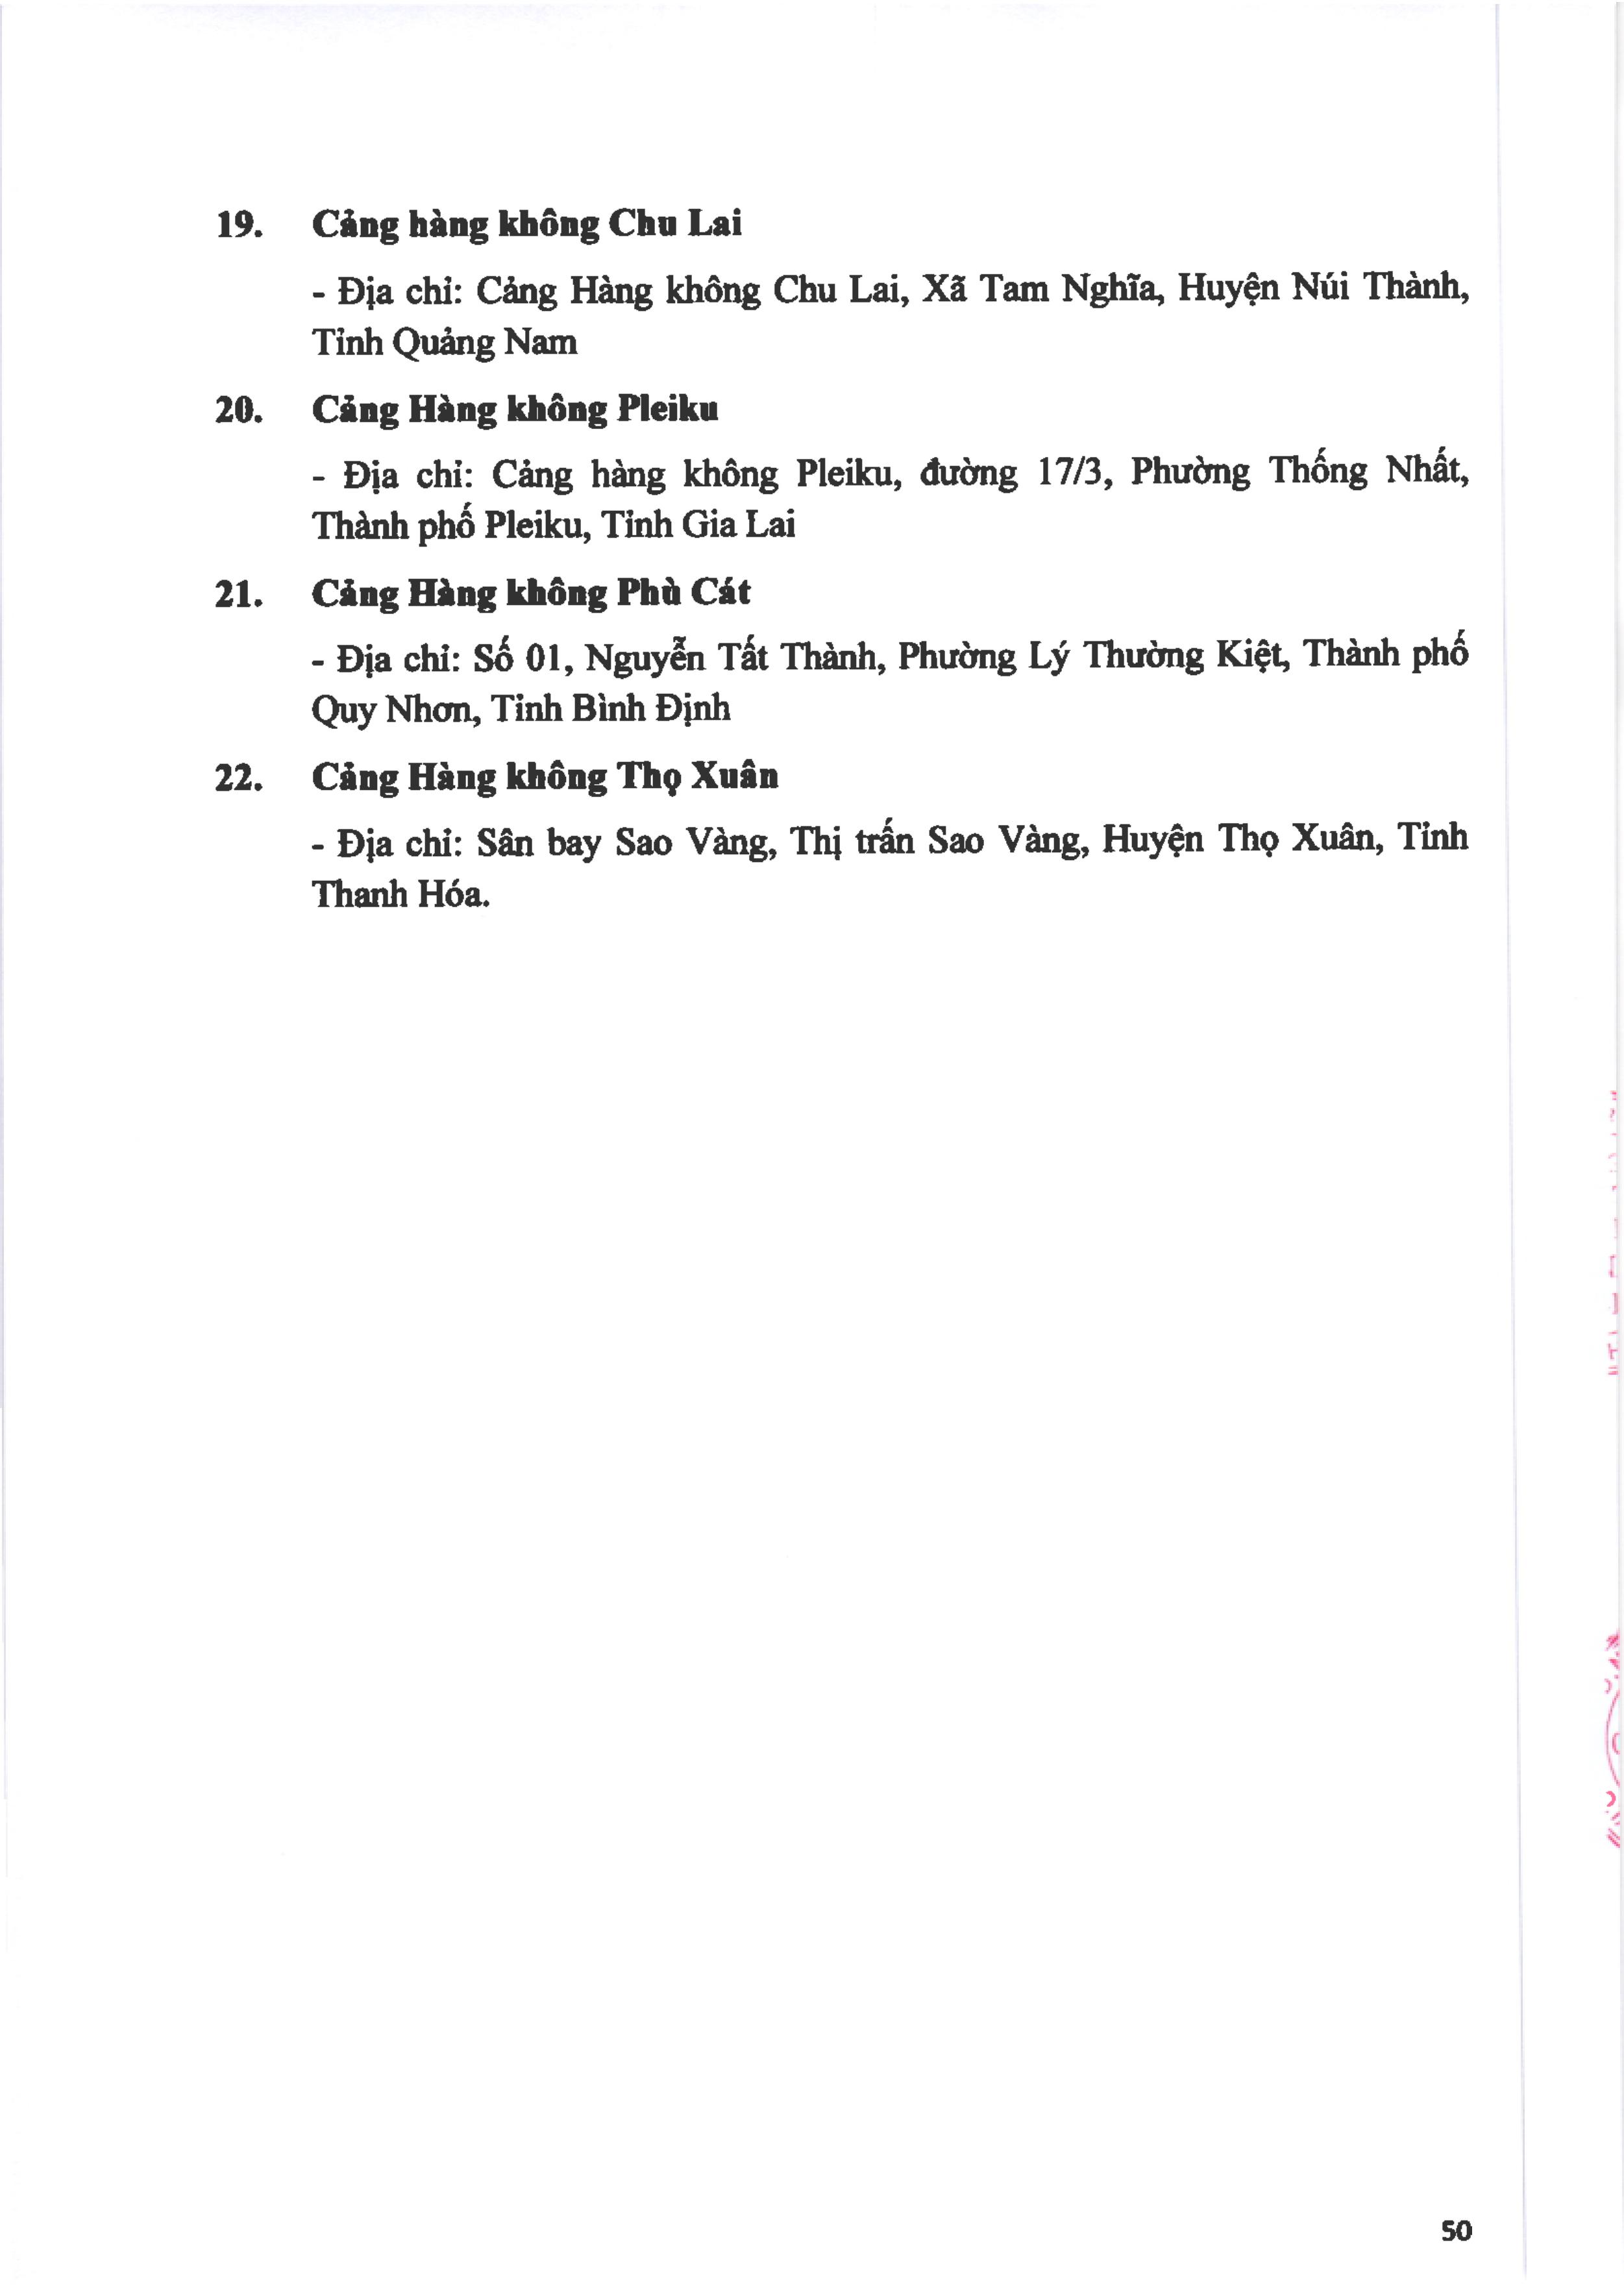 19. Cảng hàng không Chu Lai
- Địa chỉ: Cảng Hàng không Chu Lai, Xã Tam Nghĩa, Huyện Núi Thành,
Tỉnh Quảng Nam
20. Cảng Hàng không Pleiku
- Địa chỉ: Cảng hàng không Pleiku, đường 17/3, Phường Thống Nhất,
Thành phố Pleiku, Tỉnh Gia Lai
21. Cảng Hàng không Phù Cát
- Địa chỉ: Số 01, Nguyễn Tất Thành, Phường Lý Thường Kiệt, Thành phố
Quy Nhơn, Tỉnh Bình Định
22. Cảng Hàng không Thọ Xuân
- Địa chỉ: Sân bay Sao Vàng, Thị trấn Sao Vàng, Huyện Thọ Xuân, Tỉnh
Thanh Hóa.
50